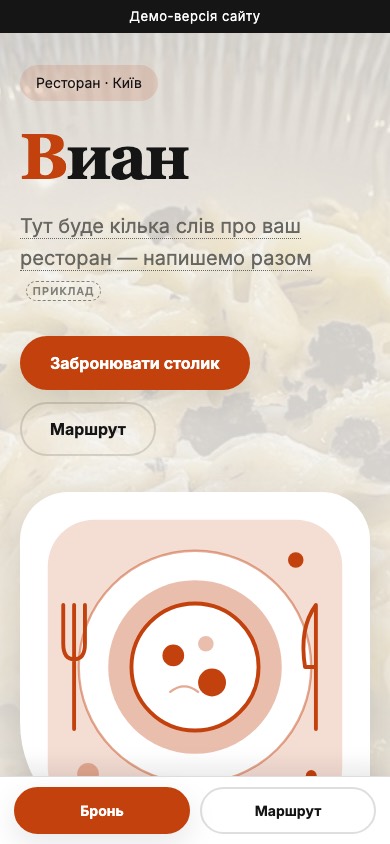 Демо-версія сайту
Ресторан · Київ
Виан
Тут буде кілька слів про ваш
ресторан — напишемо разом
ПРИКЛАД
Забронювати столик
Маршрут
Бронь
Маршрут